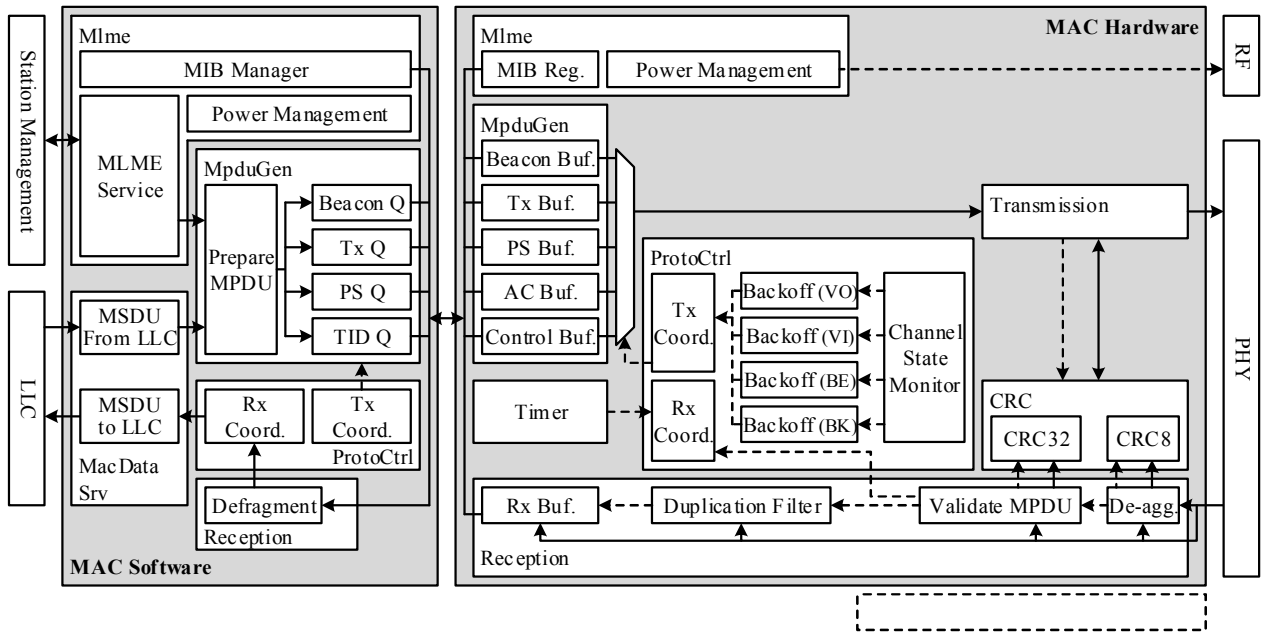 MAC Hardware
Mlme
MIB Manager
Power Management
MLME
Service
Station Management
MpduGen
Prepare
MPDU
Beacon Q
Tx Q
PS Q
TID Q
LLC
MSDU
From LLC
MSDU
to LLC
MacData
Srv
Rx
Coord.
Tx
Coord.
ProtoCtrl
Defragment
Reception
MAC Software
Mlme
MIB Reg.
Power Management
RF
MpduGen
Beacon Buf.
Tx Buf.
PS Buf.
AC Buf.
Control Buf.
Transmission
PHY
ProtoCtrl
Tx
Coord.
Rx
Coord.
Backoff (VO)
Backoff (VI)
Backoff (BE)
Backoff (BK)
Channel
State
Monitor
Timer
CRC
CRC32
CRC8
Rx Buf.
Duplication Filter
Validate MPDU
De-agg.
Reception